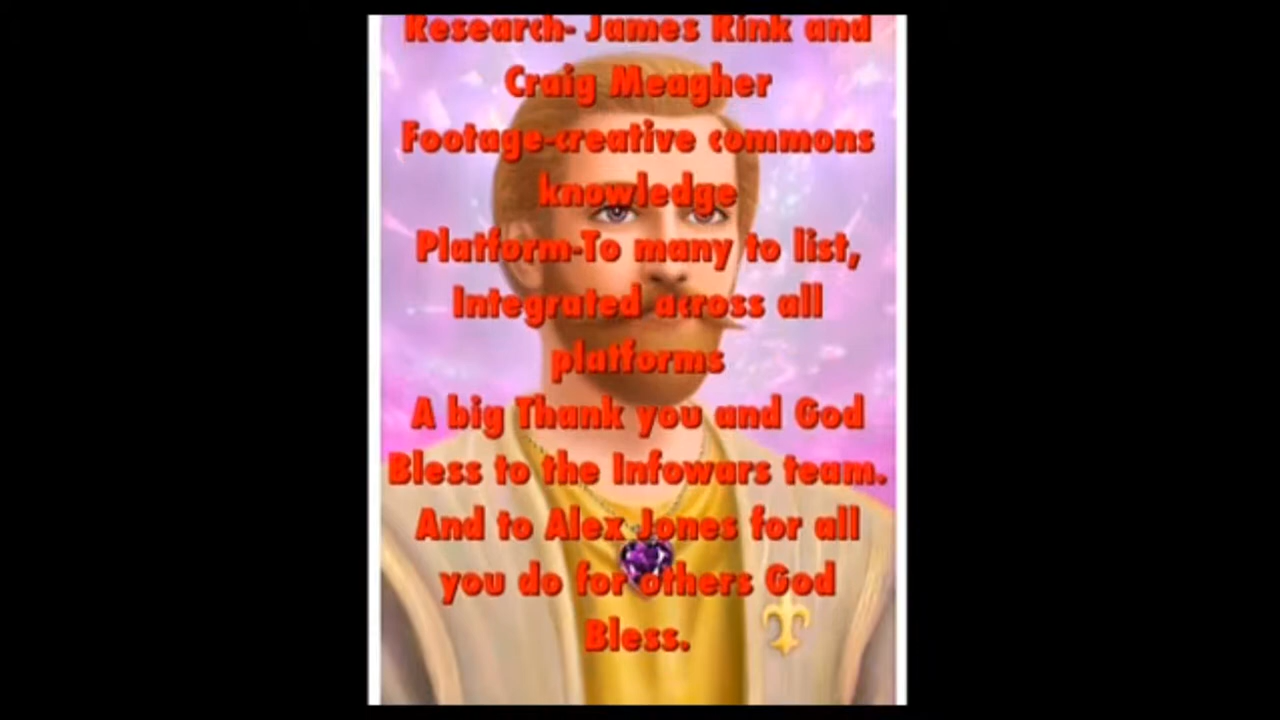 Research- James Rink and
Craig Meagher
Footage-creative commons
knowledge
Platform-To many to list,
Integrated across all
platforms
A big Thank you and God
Bless to the Infowars team.
And to Alex Jones for all
you do for others God
Bless.